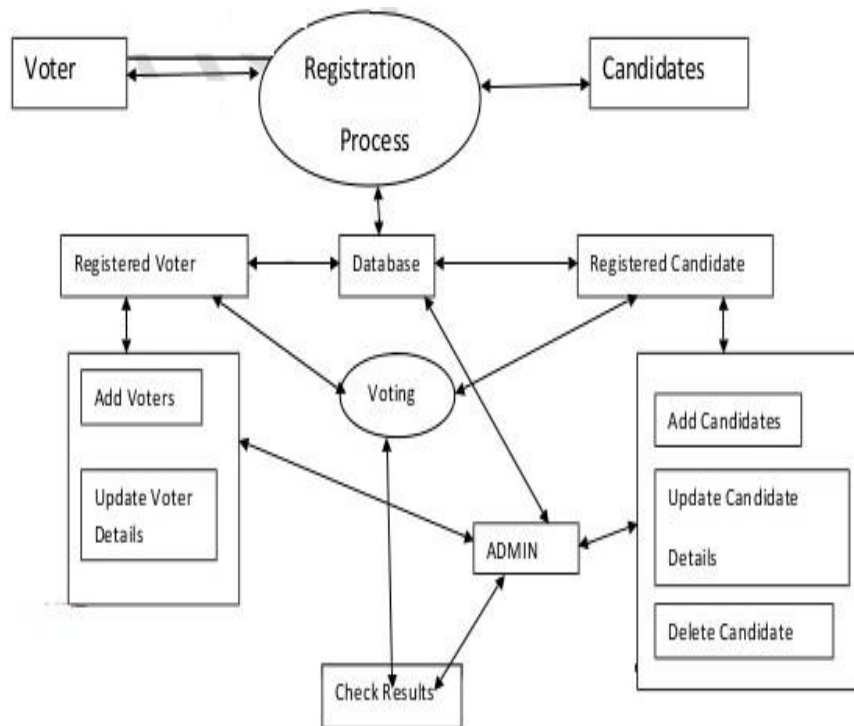 Voter
Registration
Process
Candidates
Registered Voter
Database
Registered Candidate
Add Voters
Voting
Add Candidates
Update Voter
Details
Update Candidate
Details
ADMIN
Delete Candidate
Check Results